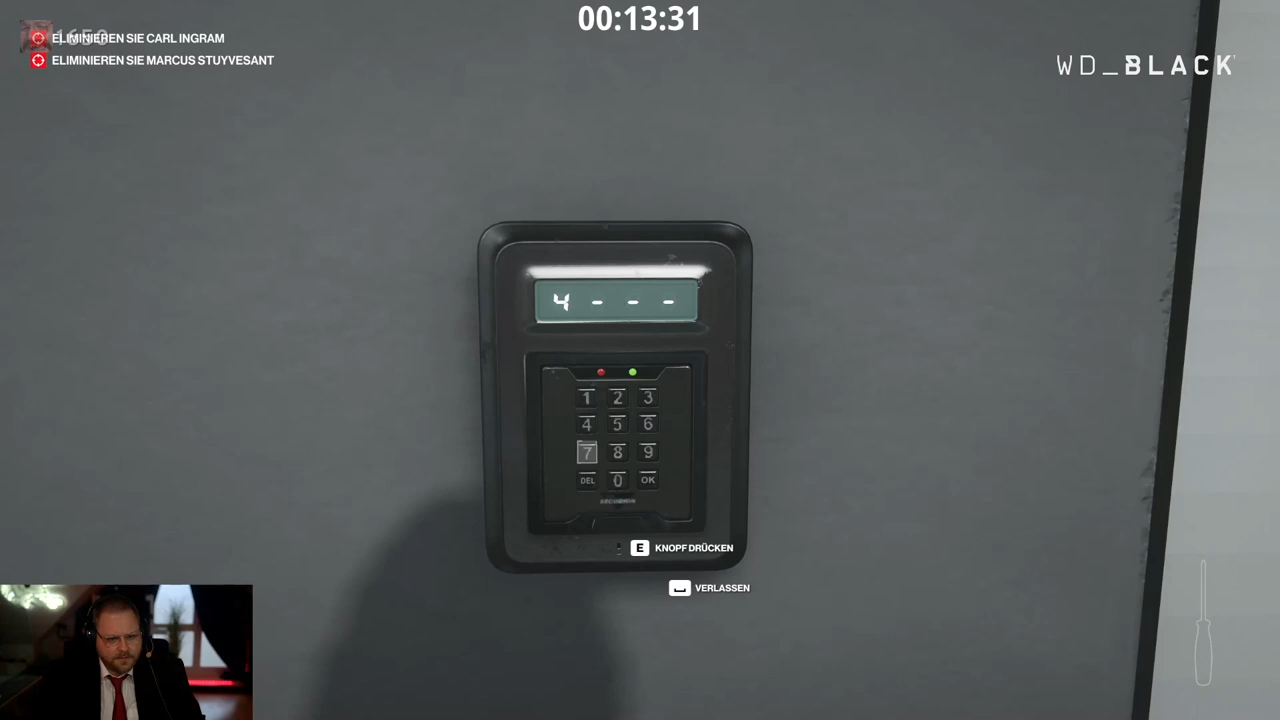 00:13:31
ELIMINIEREN SIE CARL INGRAM
ELIMINIEREN SIE MARCUS STUYVESANT
WD_BLACK
4 - - -
1 2 3
4 5 6
7 8 9
DEL 0 OK
E KNOPF DRÜCKEN
VERLASSEN